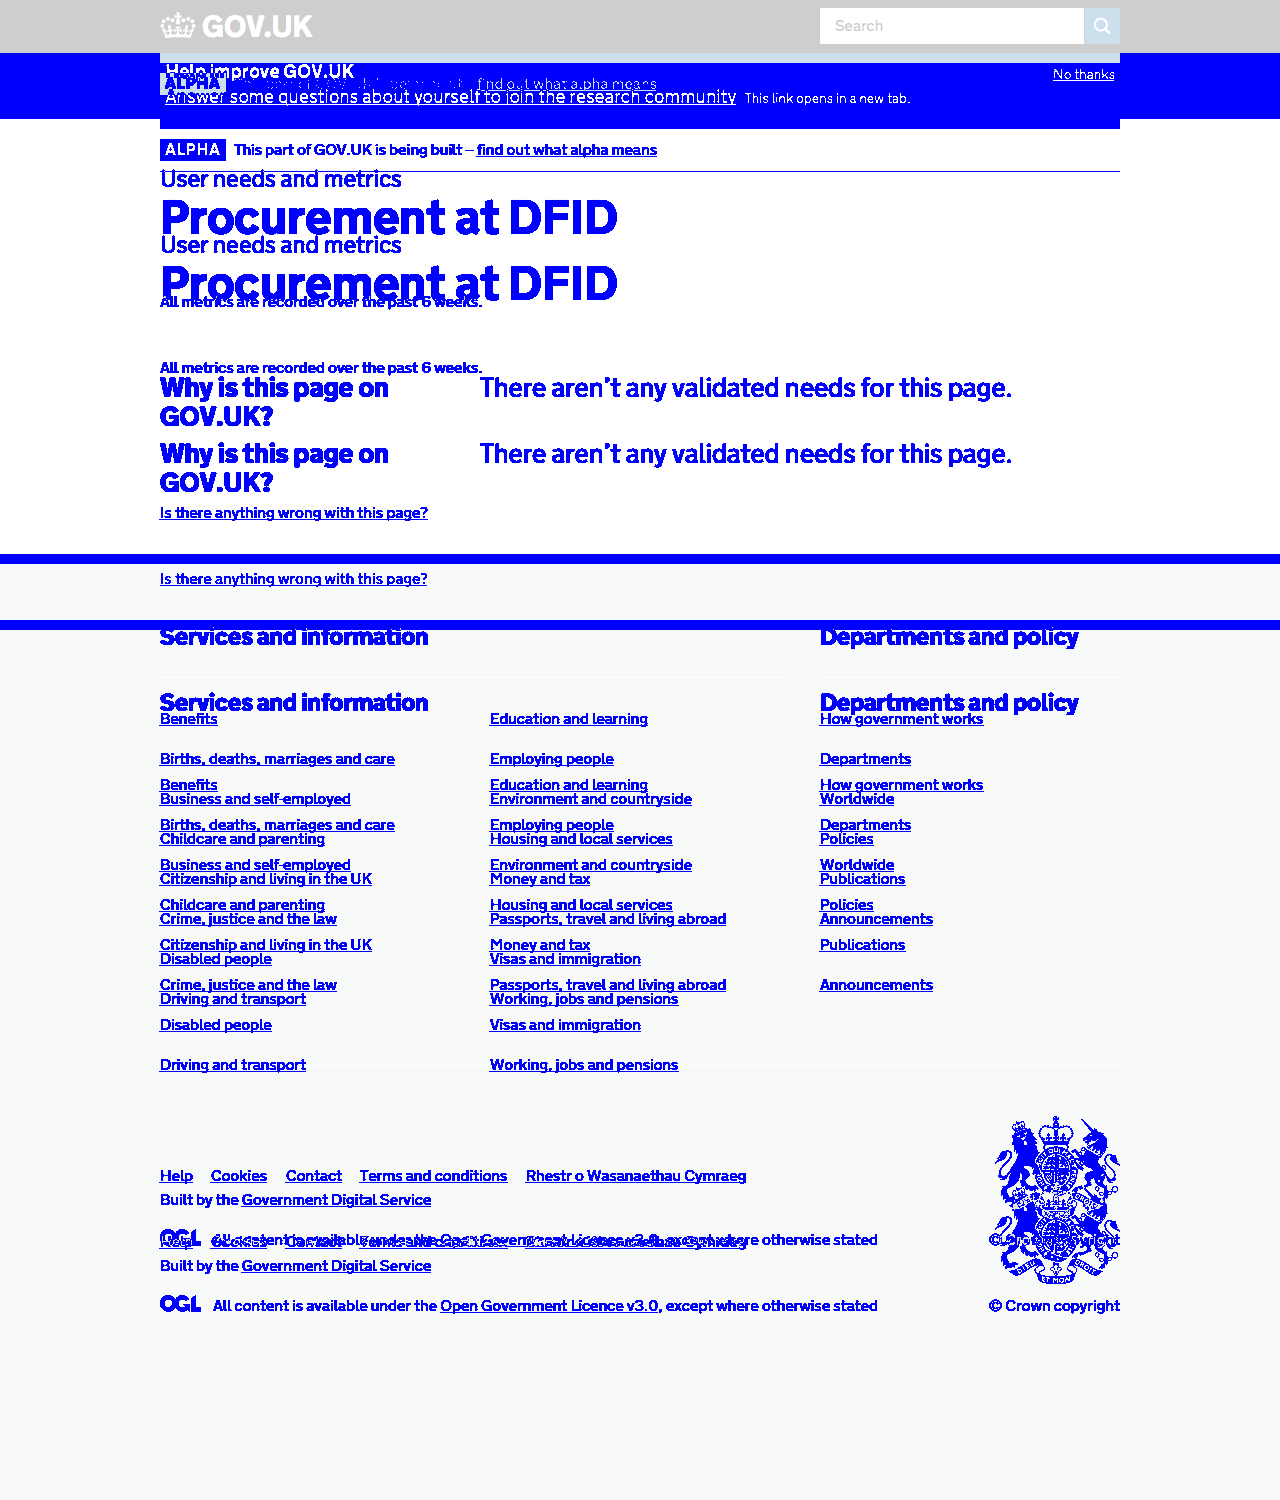 GOV.UK
Search
Help improve GOV.UK
No thanks
ALPHA find out what alpha means
Answer some questions about yourself to join the research community This link opens in a new tab.
ALPHA This part of GOV.UK is being built – find out what alpha means
User needs and metrics
Procurement at DFID
User needs and metrics
Procurement at DFID
All metrics are recorded over the past 6 weeks.
All metrics are recorded over the past 6 weeks.
Why is this page on There aren't any validated needs for this page.
GOV.UK?
Why is this page on There aren't any validated needs for this page.
GOV.UK?
Is there anything wrong with this page?
Is there anything wrong with this page?
Services and information Departments and policy
Services and information Departments and policy
Benefits Education and learning How government works
Births, deaths, marriages and care Employing people Departments
Benefits Education and learning How government works
Business and self-employed Environment and countryside Worldwide
Births, deaths, marriages and care Employing people Departments
Childcare and parenting Housing and local services Policies
Business and self-employed Environment and countryside Worldwide
Citizenship and living in the UK Money and tax Publications
Childcare and parenting Housing and local services Policies
Crime, justice and the law Passports, travel and living abroad Announcements
Citizenship and living in the UK Money and tax Publications
Disabled people Visas and immigration
Crime, justice and the law Passports, travel and living abroad Announcements
Driving and transport Working, jobs and pensions
Disabled people Visas and immigration
Driving and transport Working, jobs and pensions
Help Cookies Contact Terms and conditions Rhestr o Wasanaethau Cymraeg
Built by the Government Digital Service
OGL All content is available under the Open Government Licence v3.0, except where otherwise stated
Built by the Government Digital Service
OGL All content is available under the Open Government Licence v3.0, except where otherwise stated © Crown copyright